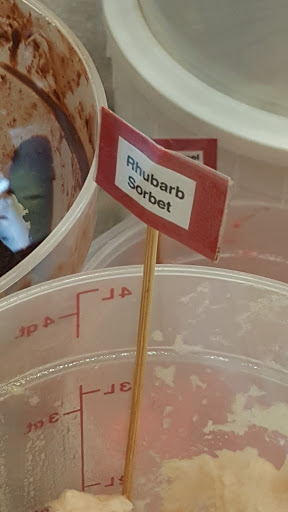 Rhubarb
Sorbet
4L
4 qt.
3L
3 qt.